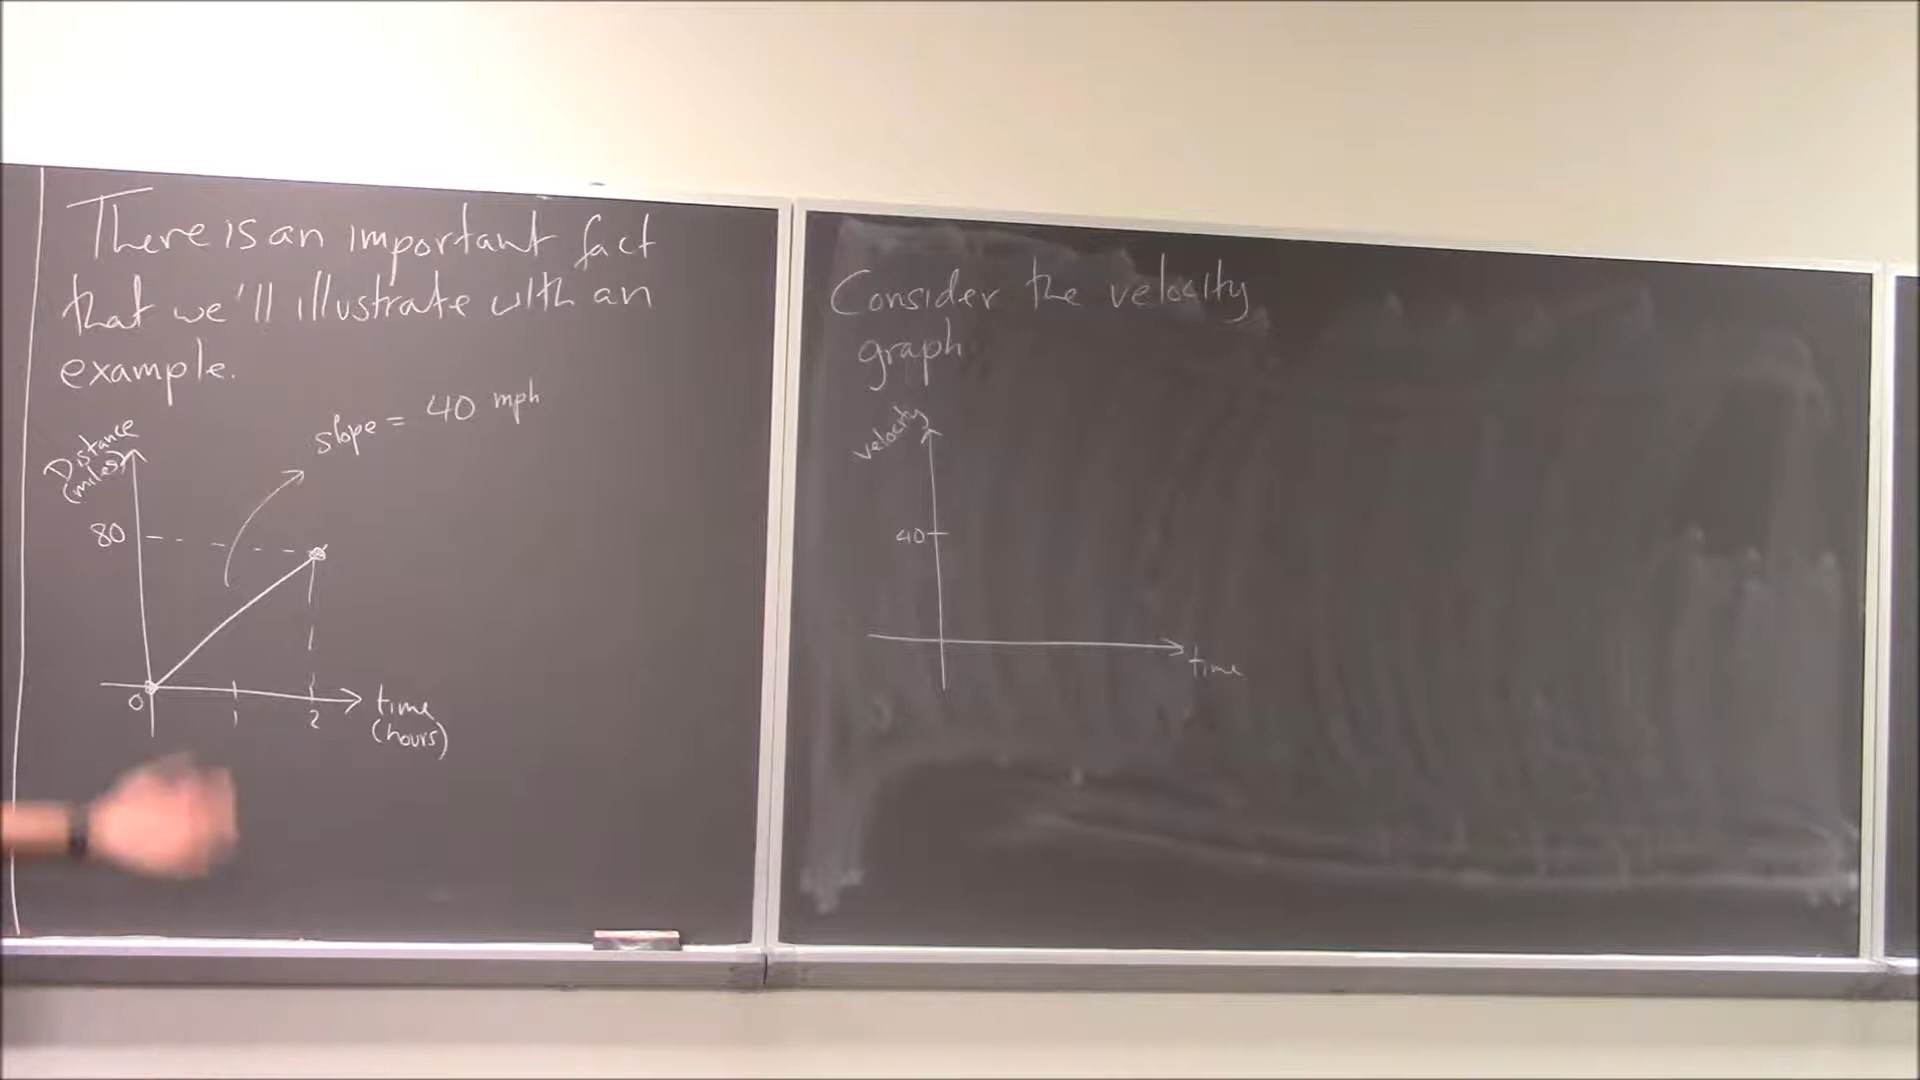 There is an important fact
that we'll illustrate with an
example.
slope = 40 mph
Distance
(miles)
80
0
1
2
time
(hours)
Consider the velocity
graph
velocity
40
time